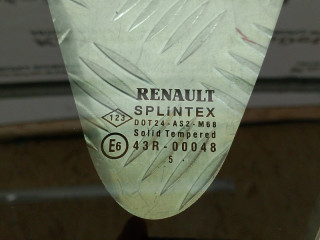 RENAULT
SPLINTEX
123
DOT24-AS2-M66
Solid Tempered
E6 43R-00048
5 .